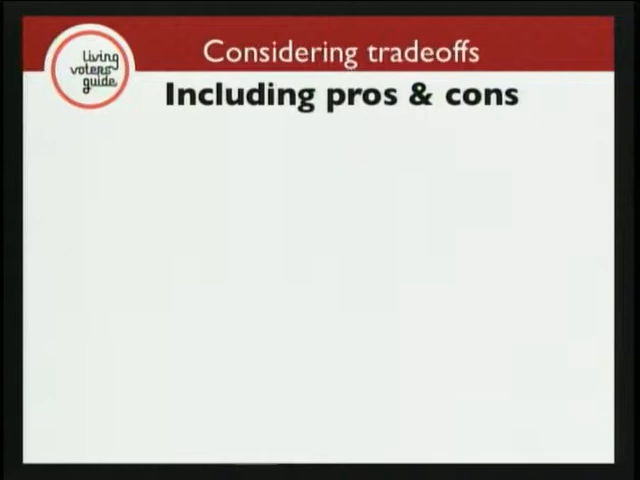 Considering tradeoffs
living
voters
guide
Including pros & cons